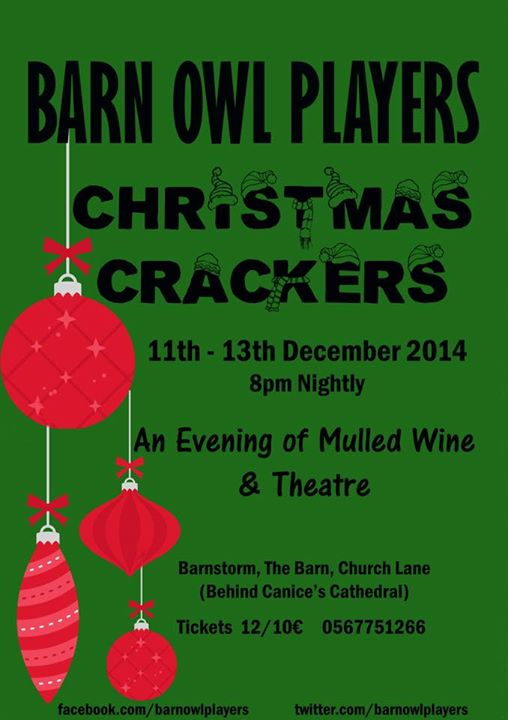 BARN OWL PLAYERS
CHRISTMAS
CRACKERS
11th - 13th December 2014
8pm Nightly
An Evening of Mulled Wine
& Theatre
Barnstorm, The Barn, Church Lane
(Behind Canice's Cathedral)
Tickets 12/10€ 0567751266
facebook.com/barnowlplayers twitter.com/barnowlplayers